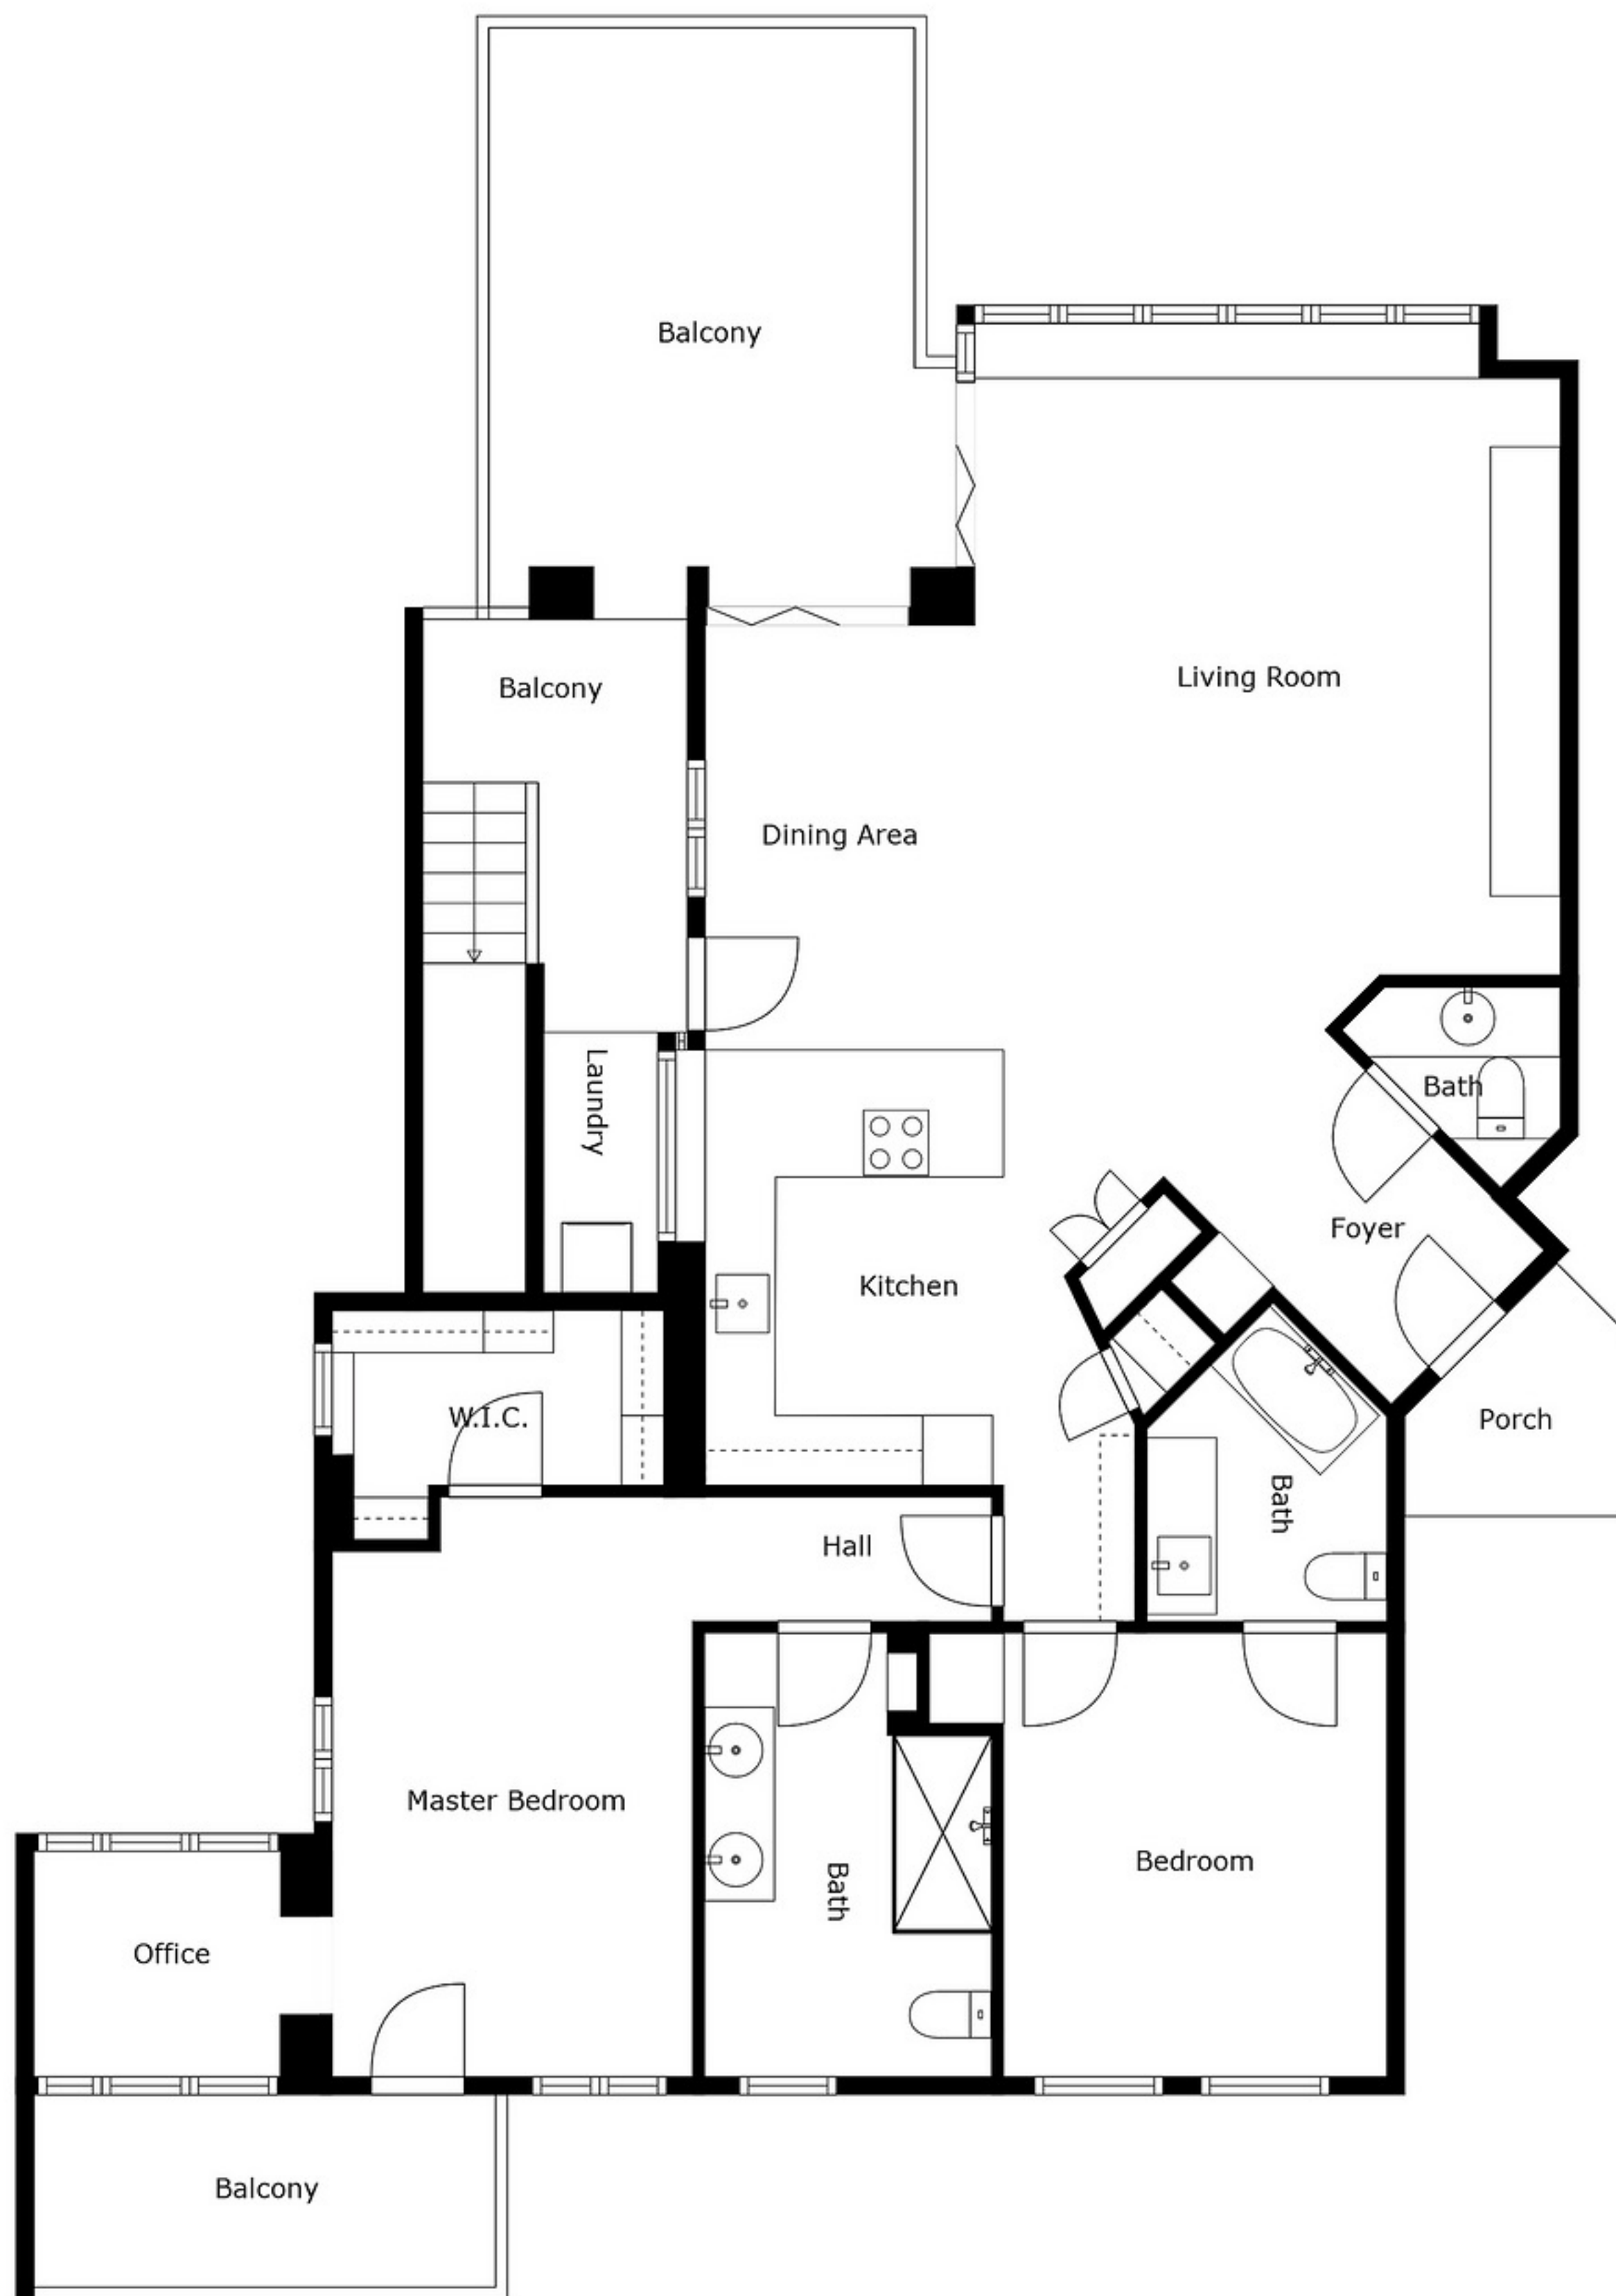 Balcony
Living Room
Balcony
Dining Area
Laundry
Bath
Foyer
Kitchen
W.I.C.
Porch
Bath
Hall
Master Bedroom
Bedroom
Bath
Office
Balcony